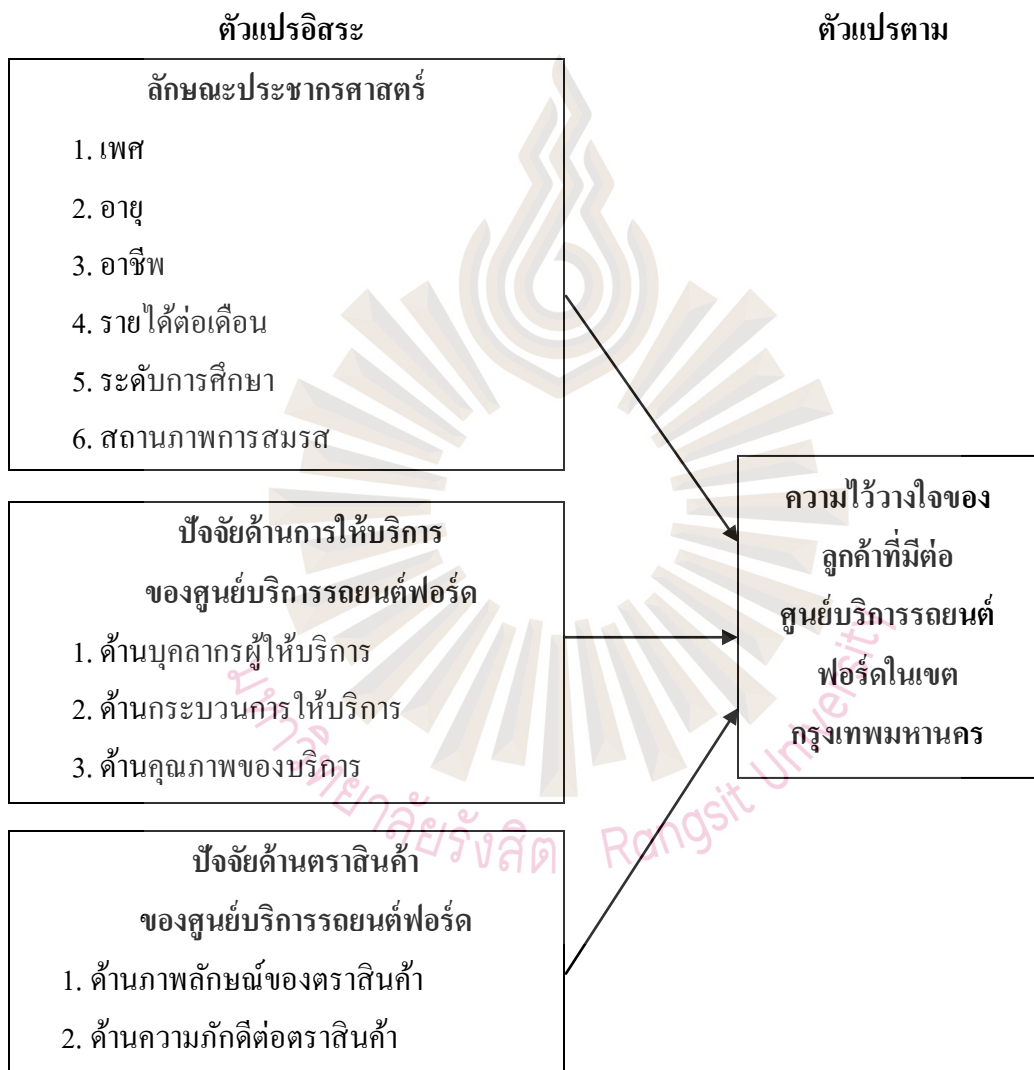 ตัวแปรอิสระ
ตัวแปรตาม
ลักษณะประชากรศาสตร์
1. เพศ
2. อายุ
3. อาชีพ
4. รายได้ต่อเดือน
5. ระดับการศึกษา
6. สถานภาพการสมรส
ปัจจัยด้านการให้บริการ
ของศูนย์บริการรถยนต์ฟอร์ด
1. ด้านบุคลากรผู้ให้บริการ
2. ด้านกระบวนการให้บริการ
3. ด้านคุณภาพของบริการ
ปัจจัยด้านตราสินค้า
ของศูนย์บริการรถยนต์ฟอร์ด
1. ด้านภาพลักษณ์ของตราสินค้า
2. ด้านความภักดีต่อตราสินค้า
ความไว้วางใจของ
ลูกค้าที่มีต่อ
ศูนย์บริการรถยนต์
ฟอร์ดในเขต
กรุงเทพมหานคร
มหาวิทยาลัยรังสิต Rangsit University